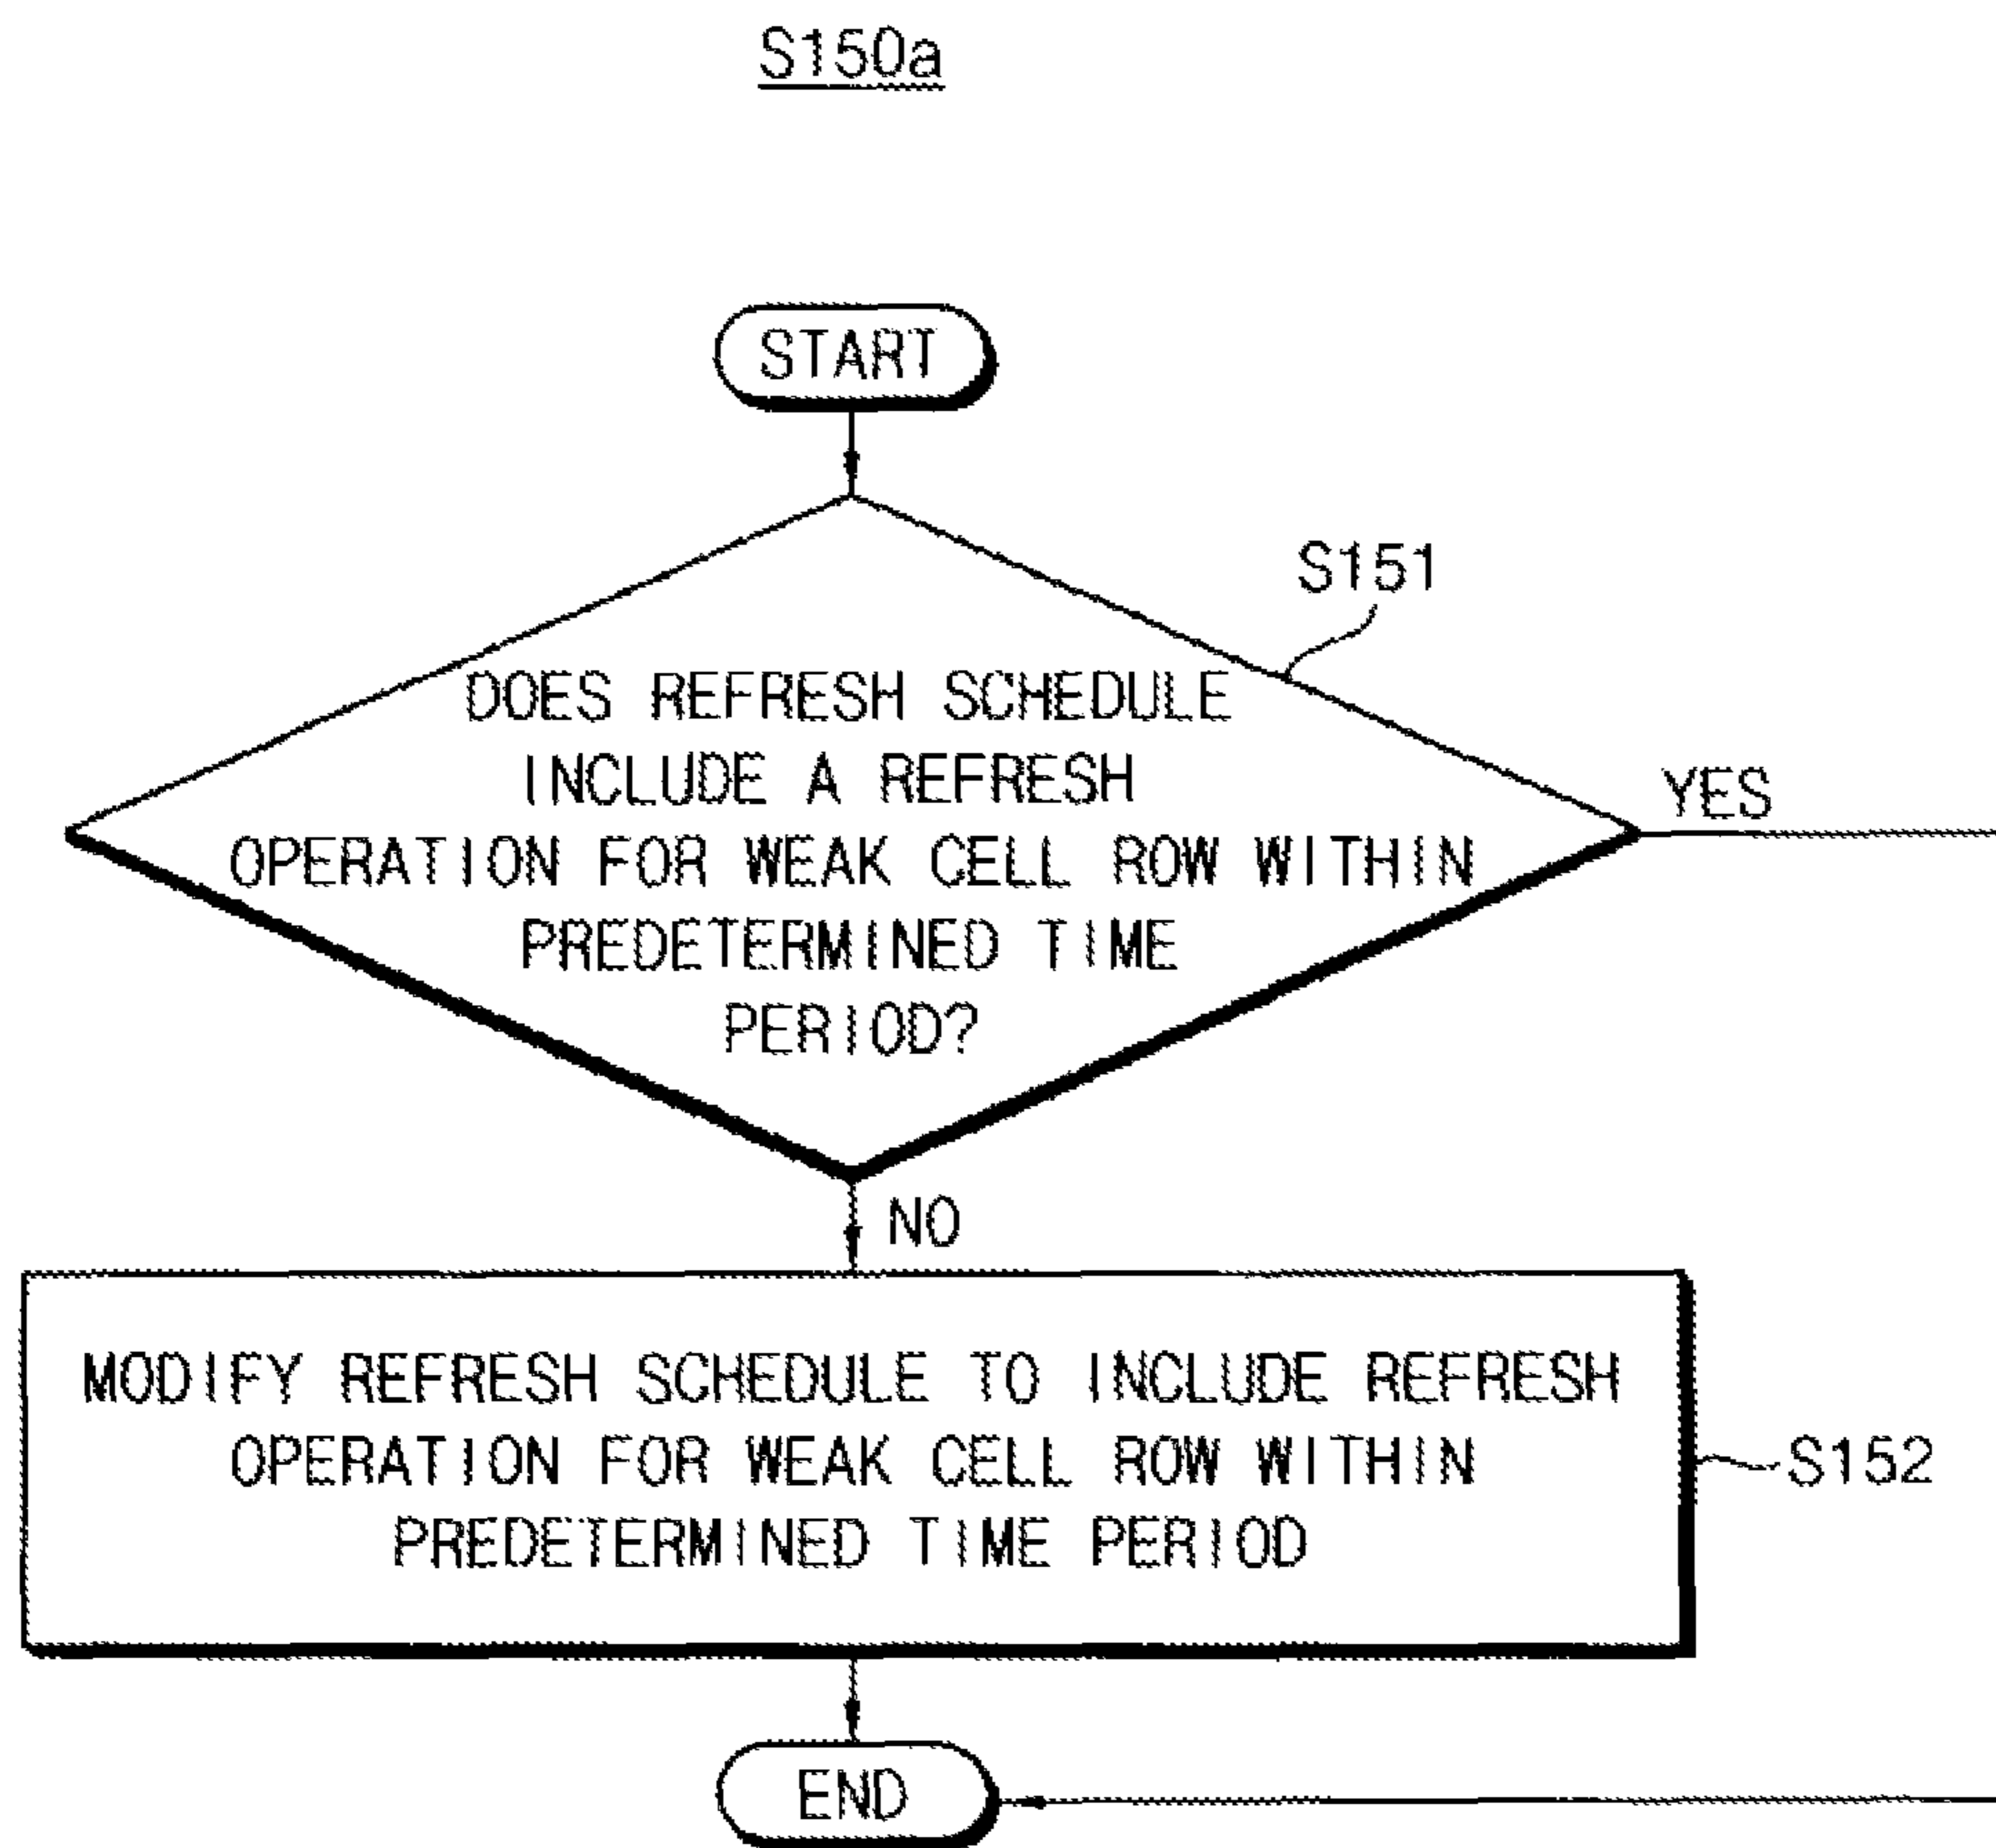 S150a
START
S151
DOES REFRESH SCHEDULE
INCLUDE A REFRESH
OPERATION FOR WEAK CELL ROW WITHIN
PREDETERMINED TIME
PERIOD?
YES
NO
MODIFY REFRESH SCHEDULE TO INCLUDE REFRESH
OPERATION FOR WEAK CELL ROW WITHIN
PREDETERMINED TIME PERIOD
S152
END